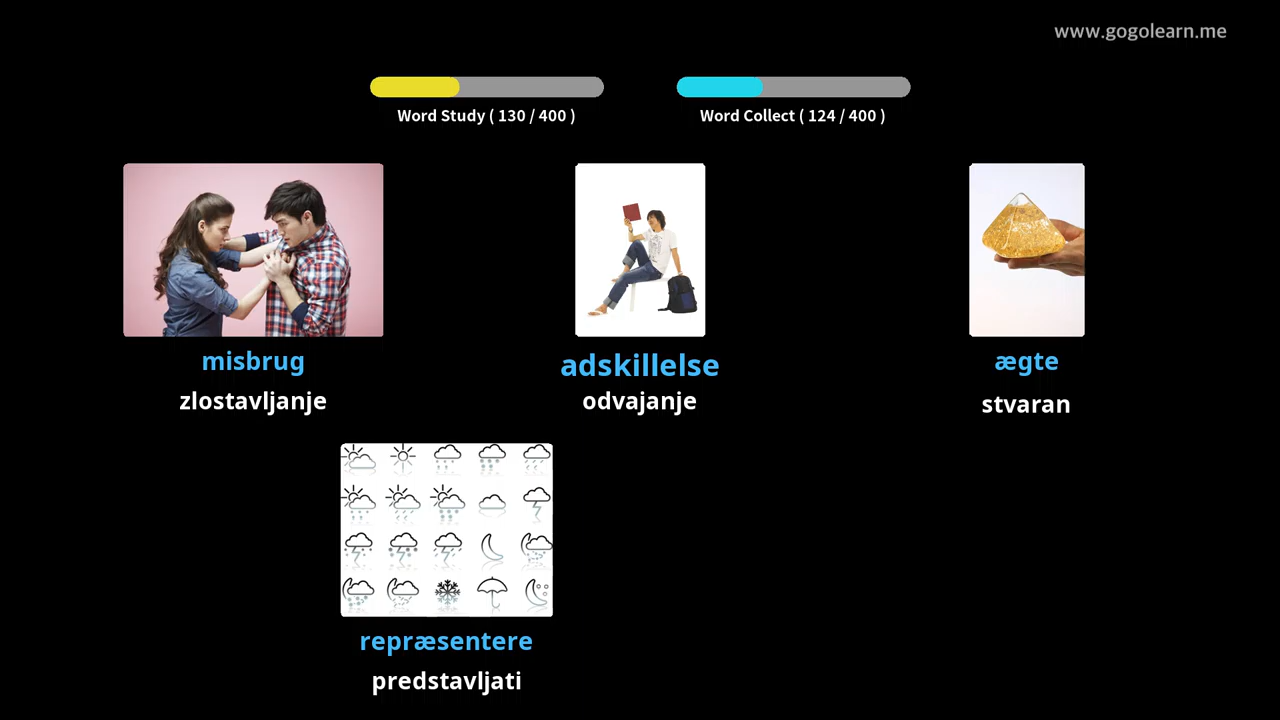 www.gogolearn.me
Word Study ( 130 / 400 )
Word Collect ( 124 / 400 )
misbrug
zlostavljanje
adskillelse
odvajanje
ægte
stvaran
repræsentere
predstavljati